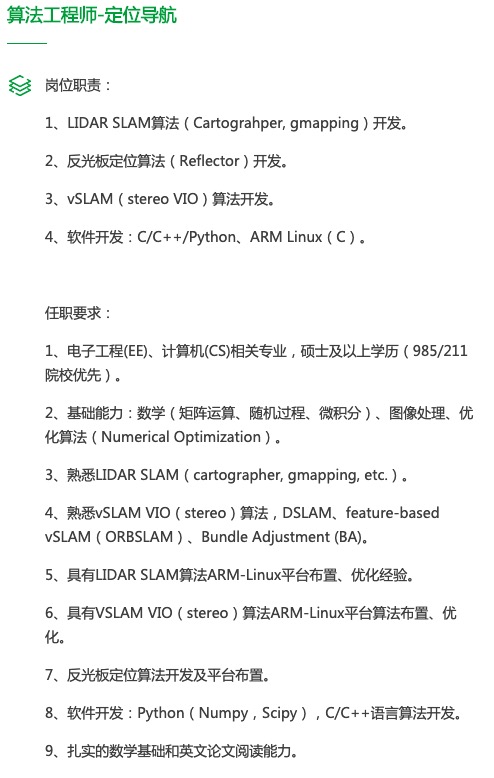 算法工程师-定位导航
岗位职责：
1、LIDAR SLAM算法（Cartograhper, gmapping）开发。
2、反光板定位算法（Reflector）开发。
3、vSLAM（stereo VIO）算法开发。
4、软件开发：C/C++/Python、ARM Linux（C）。
任职要求：
1、电子工程(EE)、计算机(CS)相关专业，硕士及以上学历（985/211
院校优先）。
2、基础能力：数学（矩阵运算、随机过程、微积分）、图像处理、优
化算法（Numerical Optimization）。
3、熟悉LIDAR SLAM（cartographer, gmapping, etc.）。
4、熟悉vSLAM VIO（stereo）算法，DSLAM、feature-based
vSLAM（ORBSLAM）、Bundle Adjustment (BA)。
5、具有LIDAR SLAM算法ARM-Linux平台布置、优化经验。
6、具有VSLAM VIO（stereo）算法ARM-Linux平台算法布置、优
化。
7、反光板定位算法开发及平台布置。
8、软件开发：Python（Numpy，Scipy），C/C++语言算法开发。
9、扎实的数学基础和英文论文阅读能力。